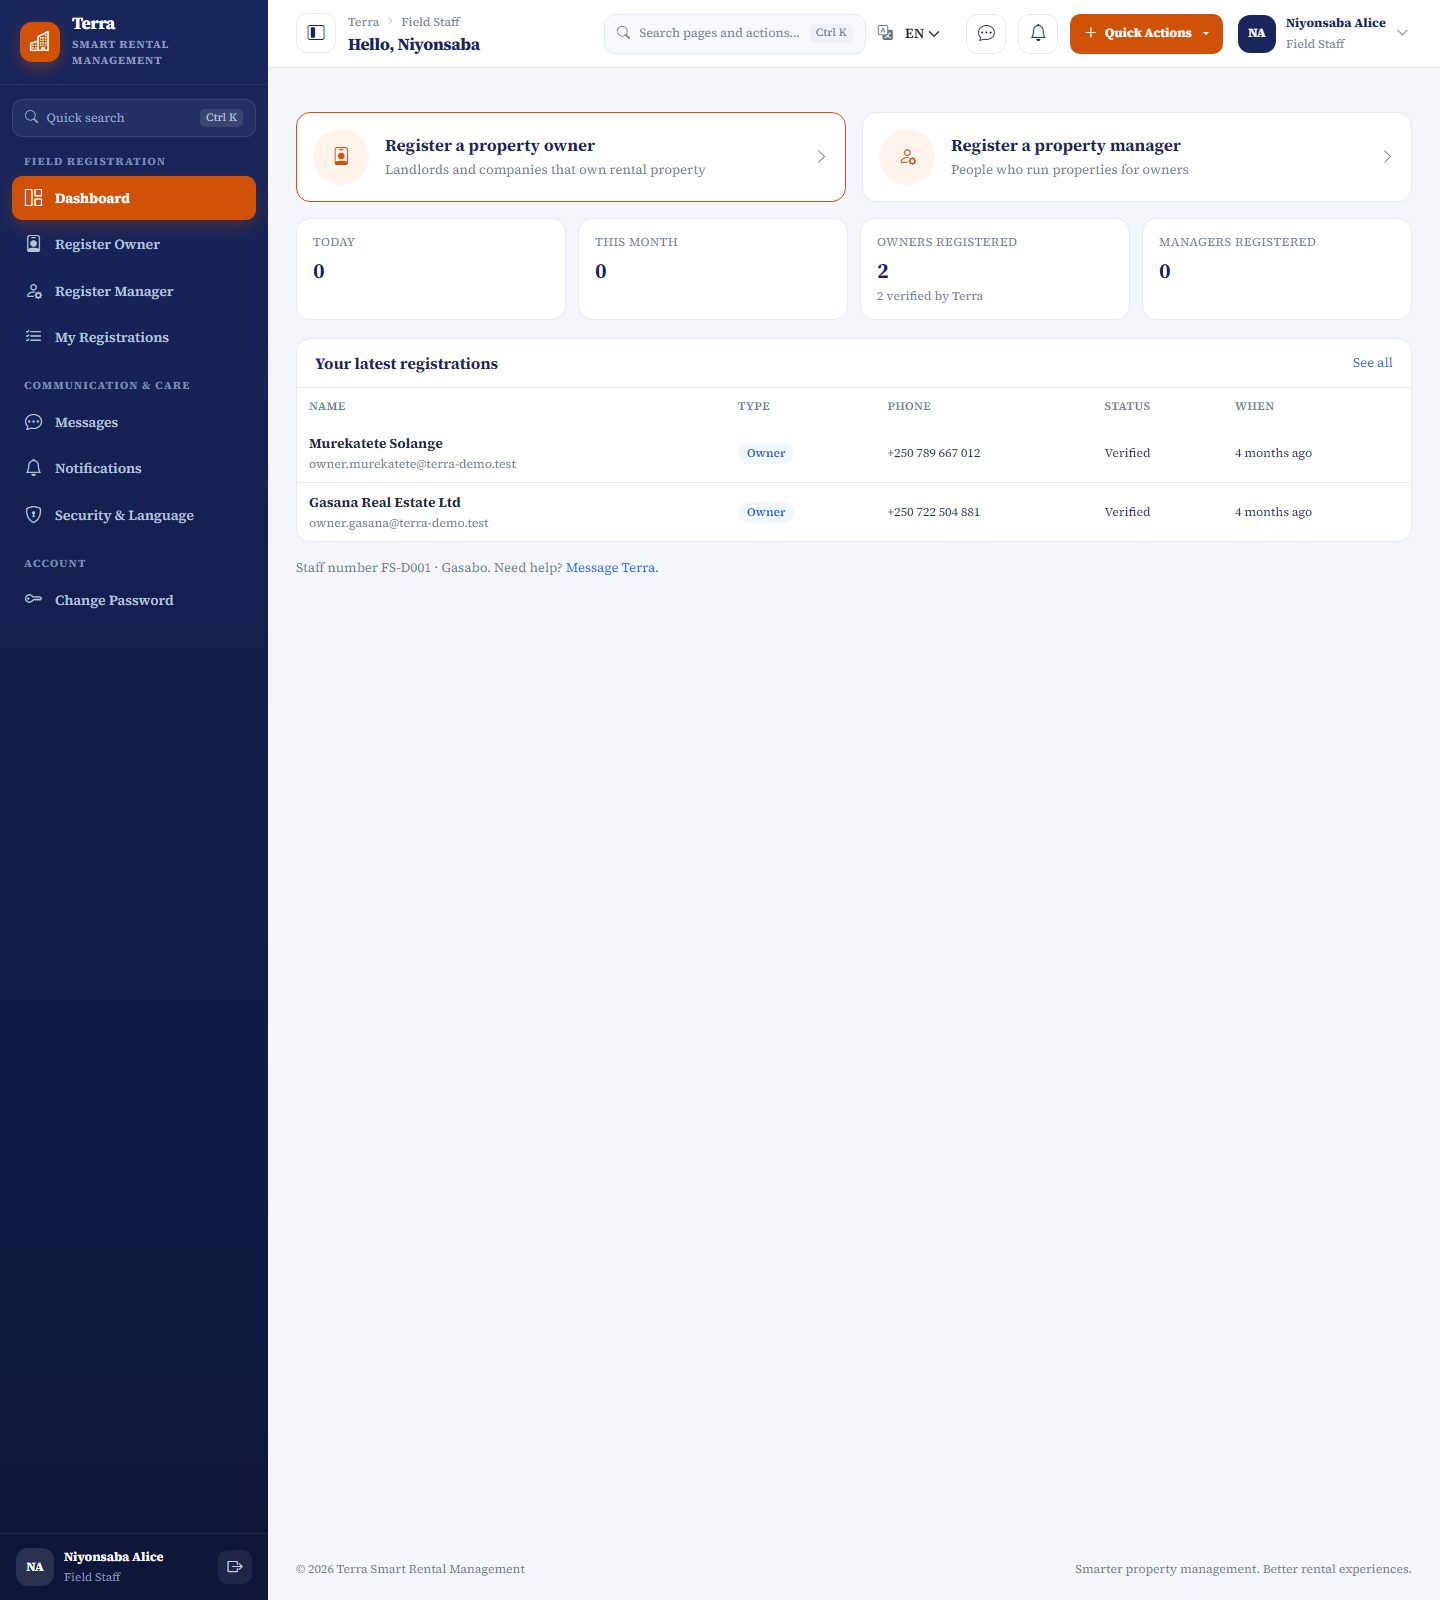 Terra
SMART RENTAL
MANAGEMENT
Quick search
Ctrl K
FIELD REGISTRATION
Dashboard
Register Owner
Register Manager
My Registrations
COMMUNICATION & CARE
Messages
Notifications
Security & Language
ACCOUNT
Change Password
NA
Niyonsaba Alice
Field Staff
Terra > Field Staff
Hello, Niyonsaba
Search pages and actions... Ctrl K
EN
+ Quick Actions
NA
Niyonsaba Alice
Field Staff
Register a property owner
Landlords and companies that own rental property
Register a property manager
People who run properties for owners
TODAY
0
THIS MONTH
0
OWNERS REGISTERED
2
2 verified by Terra
MANAGERS REGISTERED
0
Your latest registrations
See all
NAME TYPE PHONE STATUS WHEN
Murekatete Solange
owner.murekatete@terra-demo.test
Owner
+250 789 667 012
Verified
4 months ago
Gasana Real Estate Ltd
owner.gasana@terra-demo.test
Owner
+250 722 504 881
Verified
4 months ago
Staff number FS-D001 · Gasabo. Need help? Message Terra.
© 2026 Terra Smart Rental Management
Smarter property management. Better rental experiences.